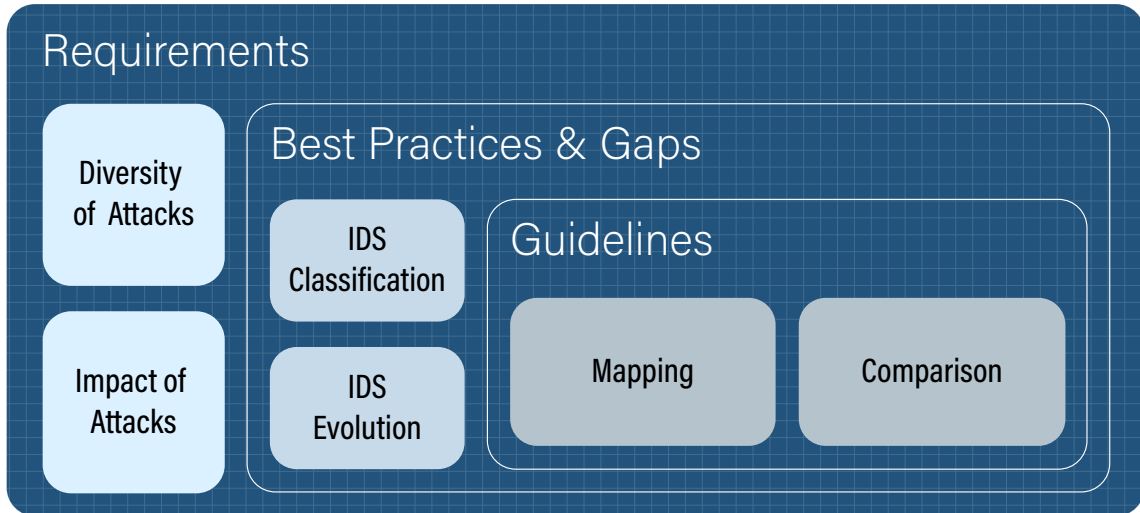 Requirements
Diversity
of Attacks
Impact of
Attacks
Best Practices & Gaps
IDS
Classification
IDS
Evolution
Guidelines
Mapping
Comparison